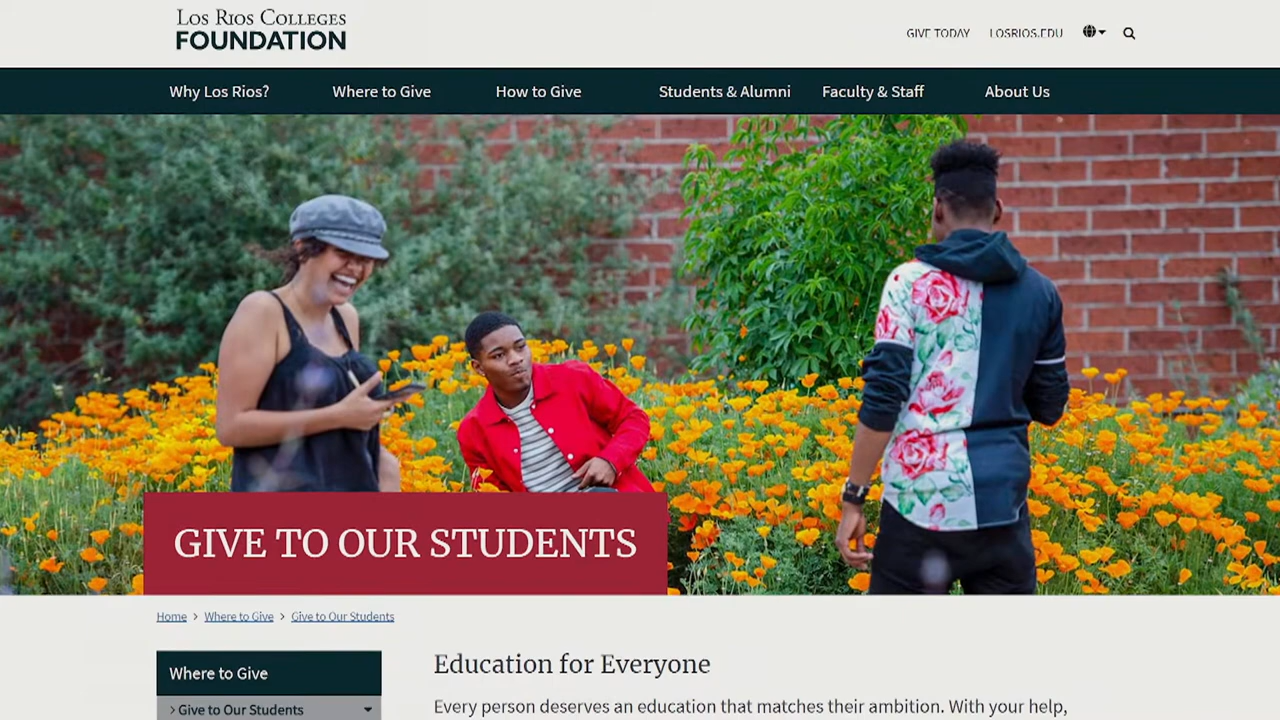 LOS RIOS COLLEGES
FOUNDATION
GIVE TODAY
LOSRIOS.EDU
Why Los Rios?
Where to Give
How to Give
Students & Alumni
Faculty & Staff
About Us
GIVE TO OUR STUDENTS
Home > Where to Give > Give to Our Students
Where to Give
> Give to Our Students
Education for Everyone
Every person deserves an education that matches their ambition. With your help,